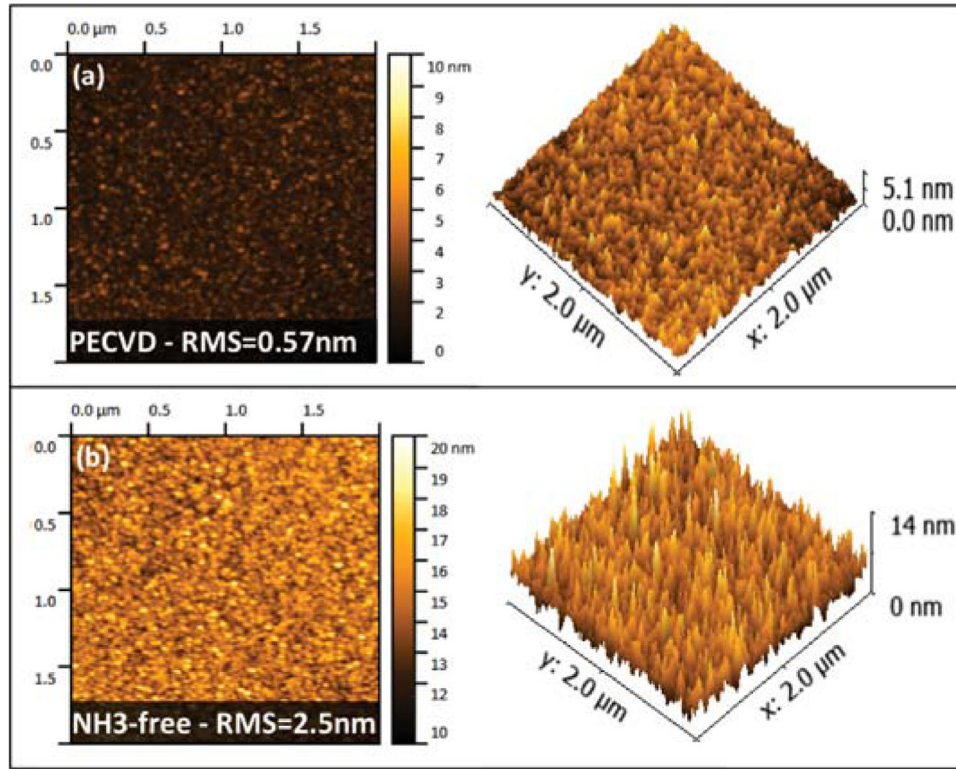 0.0 μm 0.5 1.0 1.5
0.0
0.5
1.0
1.5
(a)
PECVD - RMS=0.57nm
10 nm
9
8
7
6
5
4
3
2
0
5.1 nm
0.0 nm
y: 2.0 μm
x: 2.0 μm
0.0 μm 0.5 1.0 1.5
0.0
0.5
1.0
1.5
(b)
NH3-free - RMS=2.5nm
20 nm
19
18
17
16
15
14
13
12
10
14 nm
0 nm
y: 2.0 μm
x: 2.0 μm